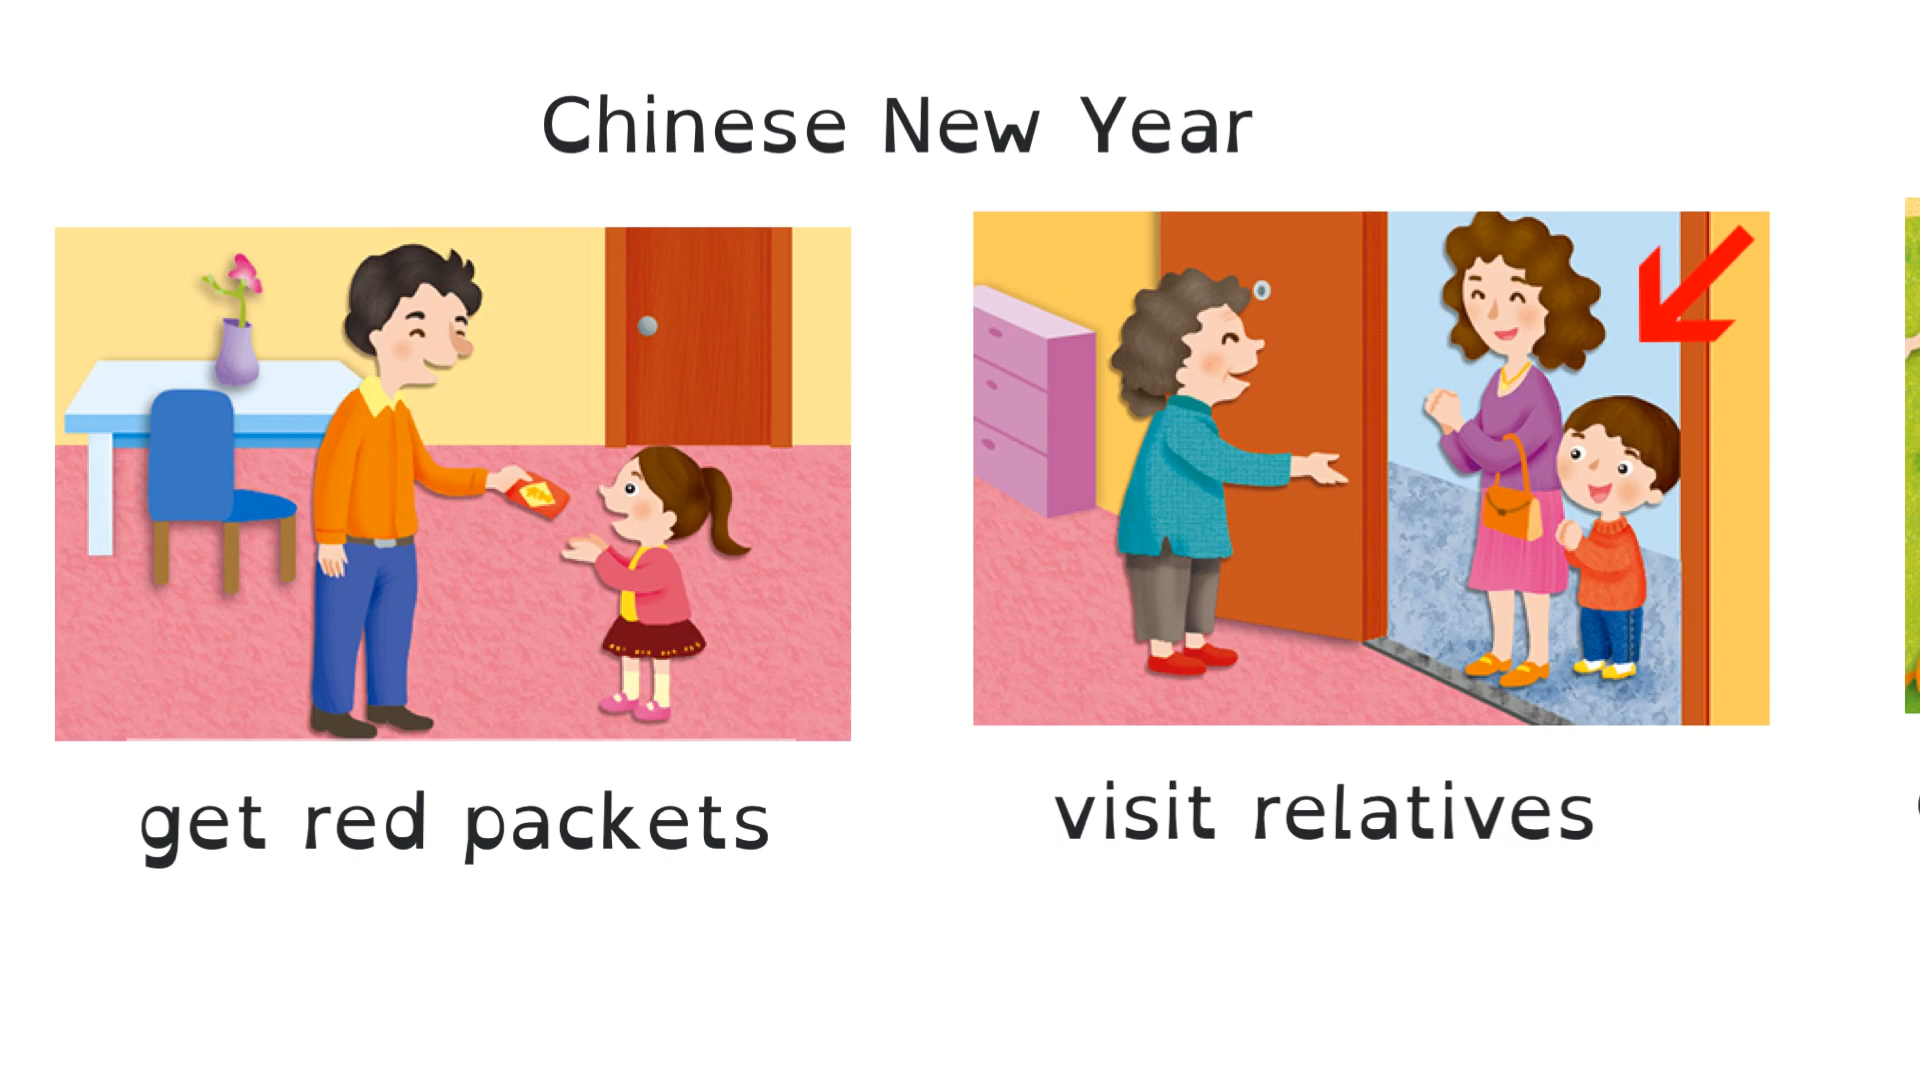 Chinese New Year
get red packets
visit relatives